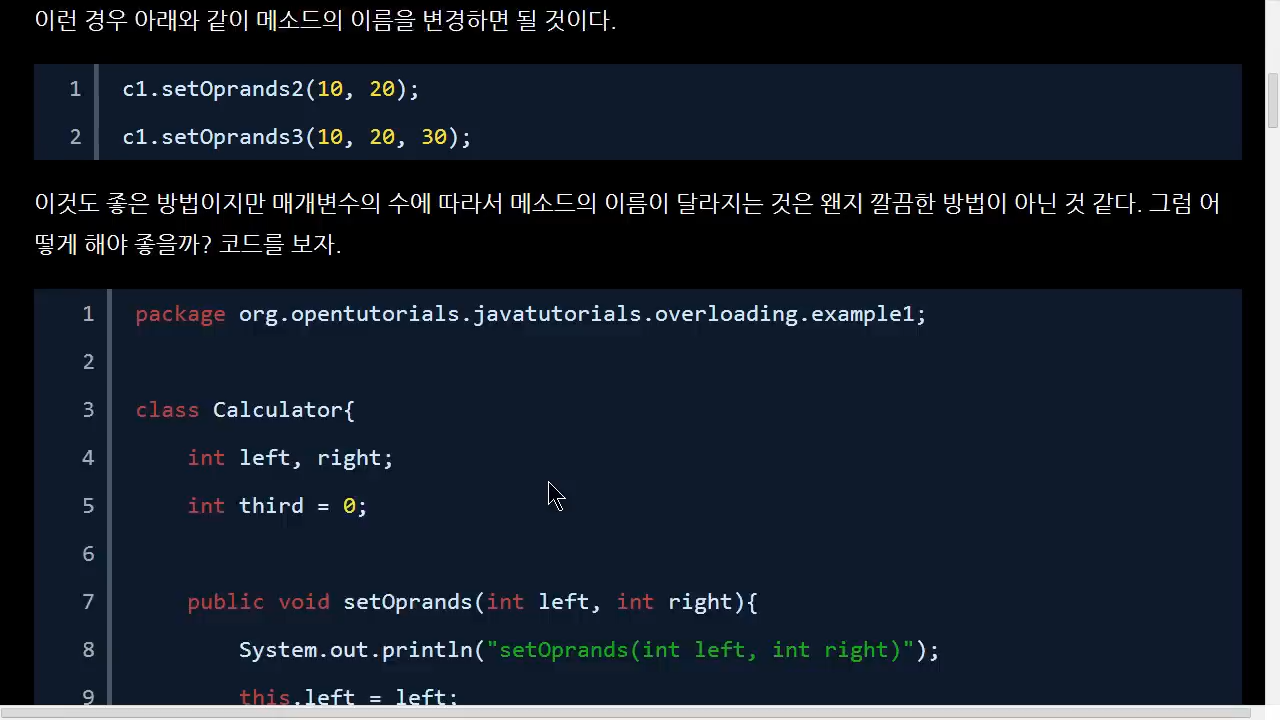 이런 경우 아래와 같이 메소드의 이름을 변경하면 될 것이다.
1 c1.setOprands2(10, 20);
2 c1.setOprands3(10, 20, 30);
이것도 좋은 방법이지만 매개변수의 수에 따라서 메소드의 이름이 달라지는 것은 왠지 깔끔한 방법이 아닌 것 같다. 그럼 어
떻게 해야 좋을까? 코드를 보자.
1 package org.opentutorials.javatutorials.overloading.example1;
2
3 class Calculator{
4 int left, right;
5 int third = 0;
6
7 public void setOprands(int left, int right){
8 System.out.println("setOprands(int left, int right)");
9 this.left = left;